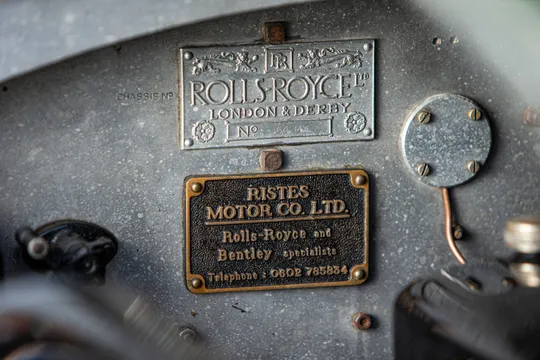 RR
ROLLS-ROYCE LTD
LONDON & DERBY
CHASSIS No
No
RISTES
MOTOR CO. LTD.
Rolls-Royce and
Bentley specialists
Telephone : 0602 785834